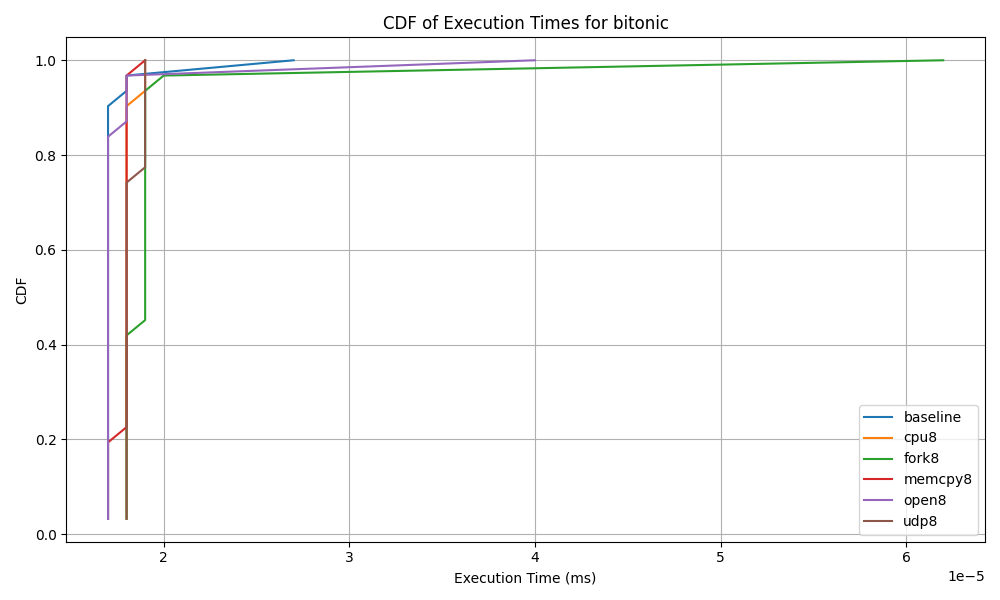 CDF of Execution Times for bitonic
1.0
0.8
0.6
0.4
0.2
0.0
CDF
baseline
cpu8
fork8
memcpy8
open8
udp8
2 3 4 5 6
1e−5
Execution Time (ms)